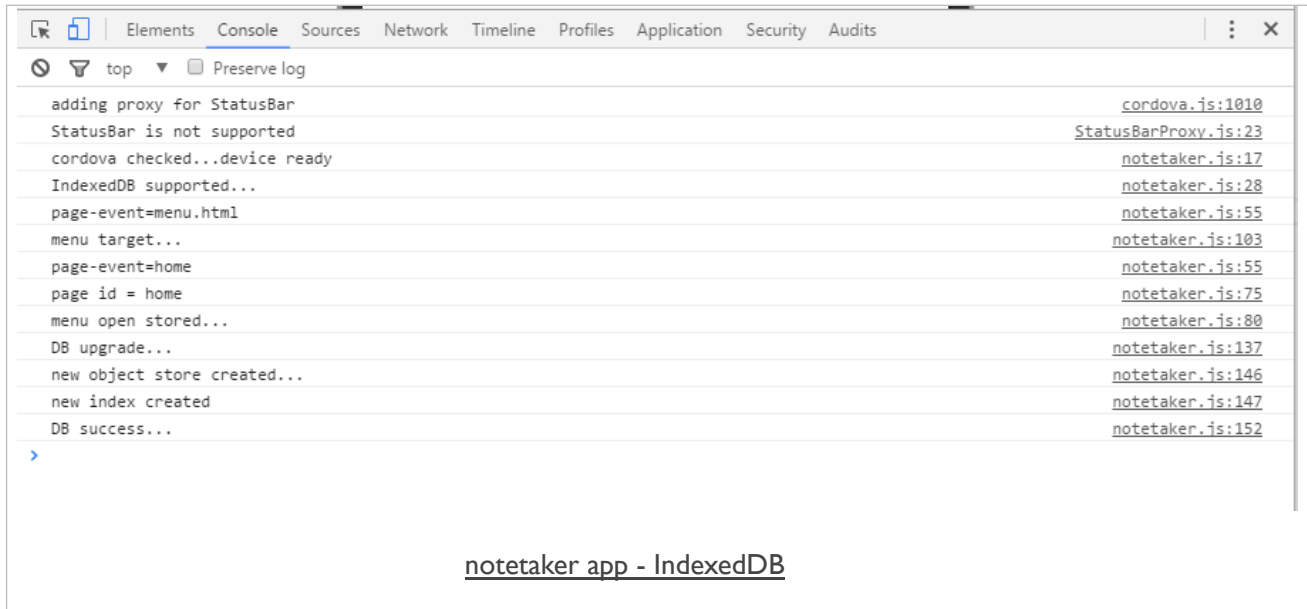 Elements Console Sources Network Timeline Profiles Application Security Audits
top Preserve log
adding proxy for StatusBar cordova.js:1010
StatusBar is not supported StatusBarProxy.js:23
cordova checked...device ready notetaker.js:17
IndexedDB supported... notetaker.js:28
page-event=menu.html notetaker.js:55
menu target... notetaker.js:103
page-event=home notetaker.js:55
page id = home notetaker.js:75
menu open stored... notetaker.js:80
DB upgrade... notetaker.js:137
new object store created... notetaker.js:146
new index created notetaker.js:147
DB success... notetaker.js:152
notetaker app - IndexedDB